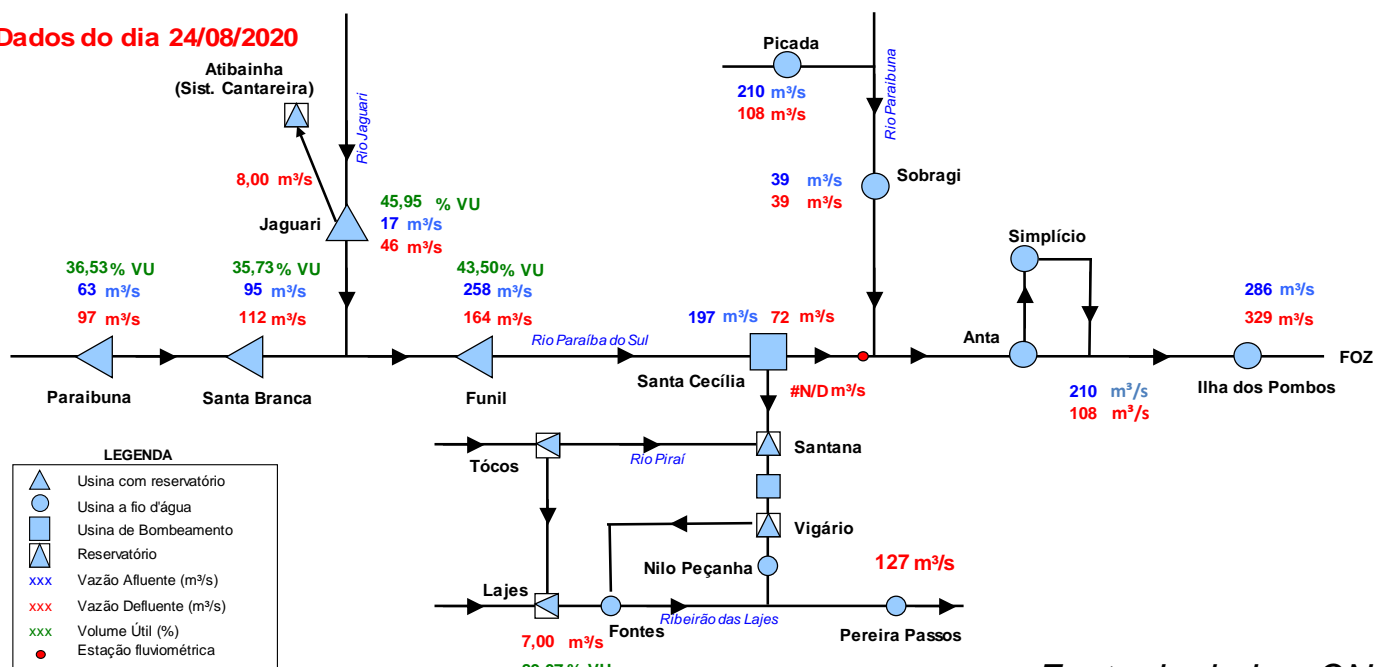 Dados do dia 24/08/2020
Atibainha
(Sist. Cantareira)
Rio Jaguari
8,00 m³/s
Jaguari
45,95 % VU
17 m³/s
46 m³/s
Picada
210 m³/s
108 m³/s
Rio Paraibuna
39 m³/s
39 m³/s
Sobragi
Simplício
36,53% VU
63 m³/s
97 m³/s
35,73% VU
95 m³/s
112 m³/s
43,50% VU
258 m³/s
164 m³/s
Rio Paraíba do Sul
197 m³/s 72 m³/s
Anta
286 m³/s
329 m³/s
FOZ
Paraibuna
Santa Branca
Funil
Santa Cecília
#N/D m³/s
210 m³/s
108 m³/s
Ilha dos Pombos
Tócos
Rio Piraí
Santana
Vigário
Nilo Peçanha
127 m³/s
Lajes
7,00 m³/s
Fontes
Ribeirão das Lajes
Pereira Passos
LEGENDA
Usina com reservatório
Usina a fio d'água
Usina de Bombeamento
Reservatório
xxx Vazão Afluente (m³/s)
xxx Vazão Defluente (m³/s)
xxx Volume Útil (%)
Estação fluviométrica